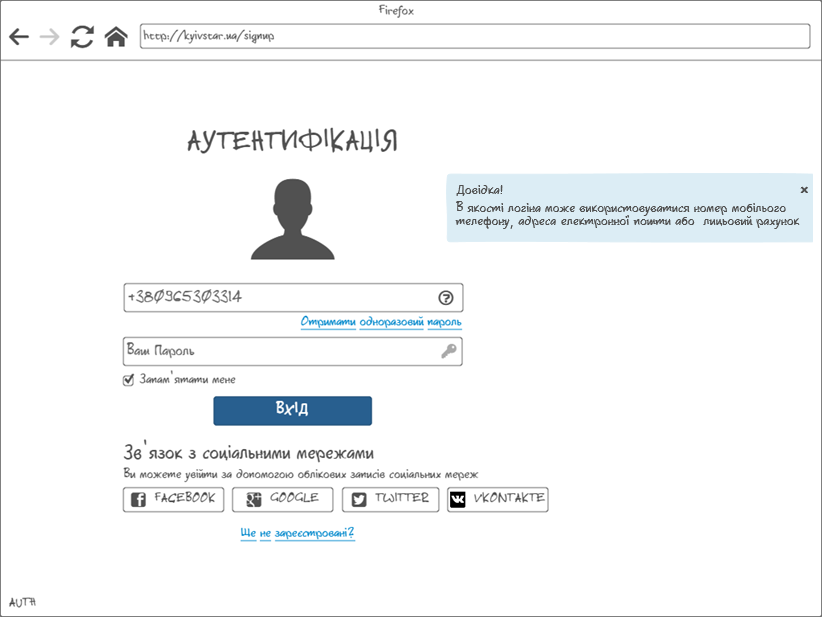 Firefox
http://kyivstar.ua/signup
АУТЕНТИФІКАЦІЯ
Довідка!
В якості логіна може використовуватися номер мобільного
телефону, адреса електронної пошти або лицьовий рахунок
+380965303314
Отримати одноразовий пароль
Ваш Пароль
Запам'ятати мене
ВХІД
Зв'язок з соціальними мережами
Ви можете увійти за допомогою облікових записів соціальних мереж
FACEBOOK GOOGLE TWITTER VKONTAKTE
Ще не зареєстровані?
AUTH